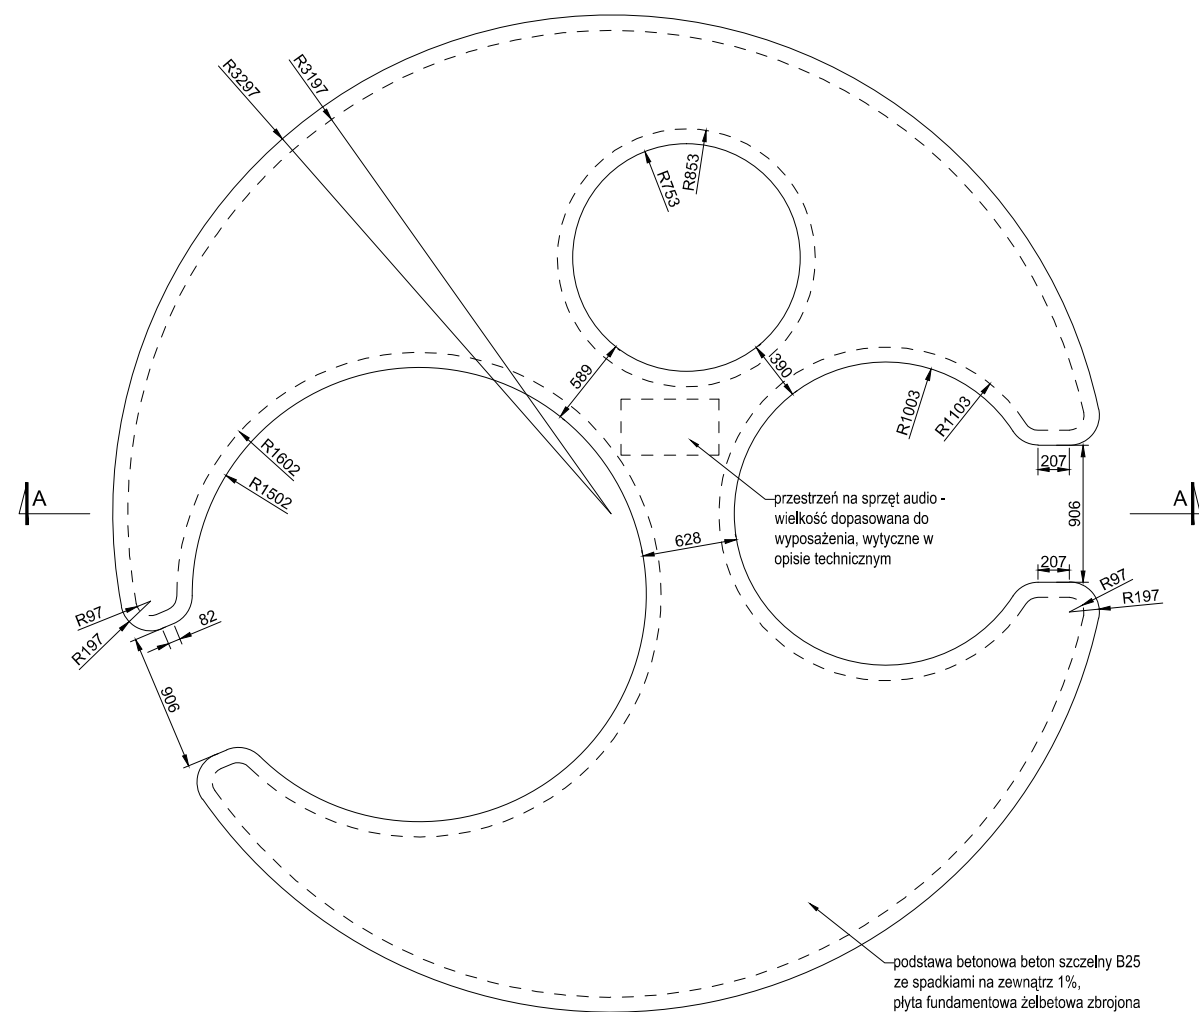 R3297
R3197
R753
R853
589
390
R1003
R1103
R1602
R1502
207
A
A
906
przestrzeń na sprzęt audio -
wielkość dopasowana do
wyposażenia, wytyczne w
opisie technicznym
628
207
R97
R197
R97
R197
82
906
podstawa betonowa beton szczelny B25
ze spadkiami na zewnątrz 1%,
płyta fundamentowa żelbetowa zbrojona